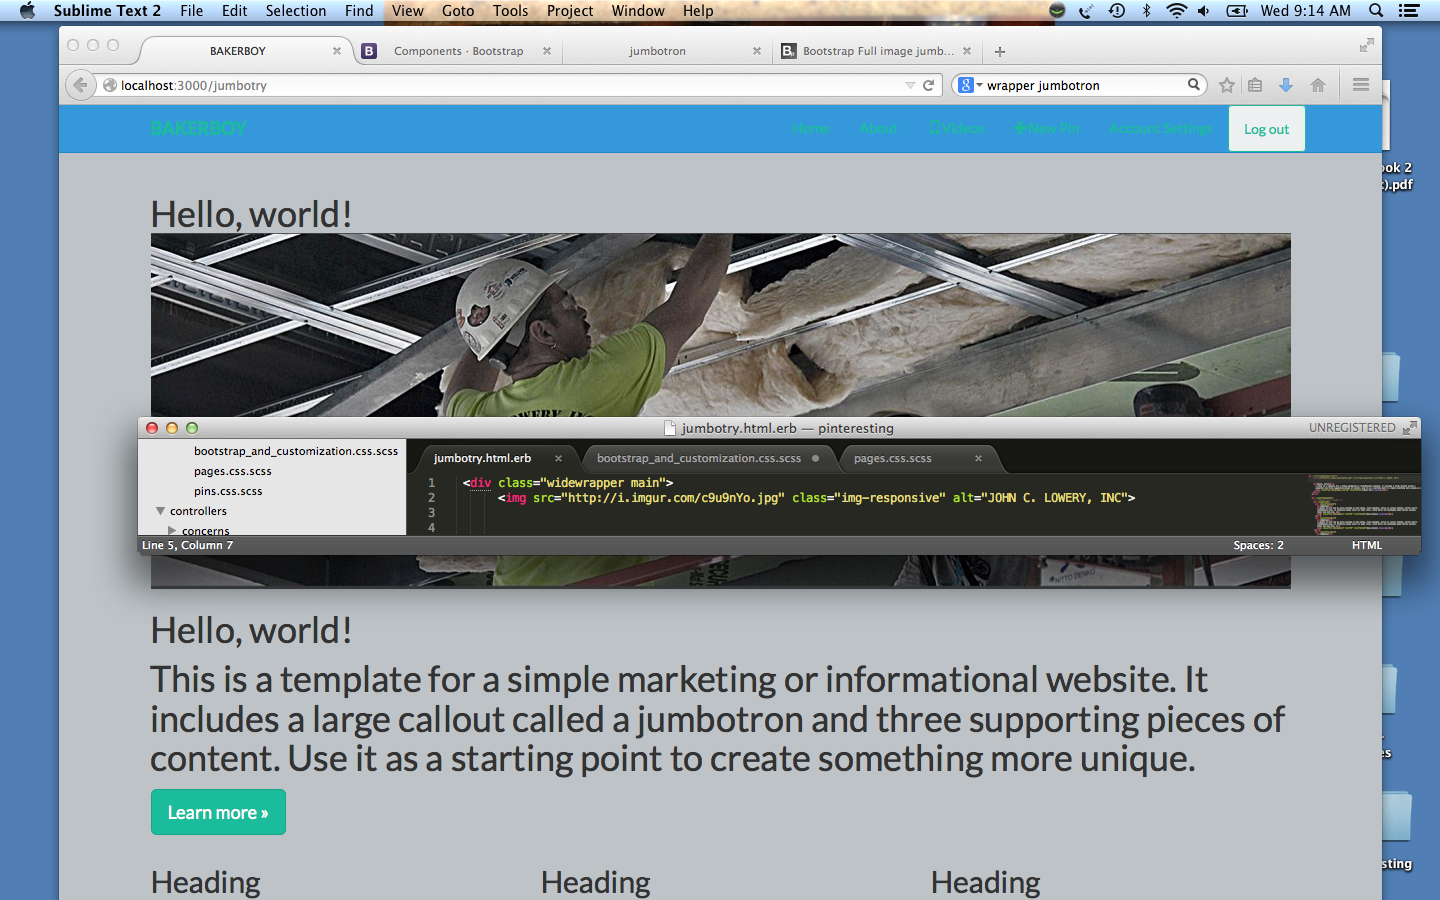 Sublime Text 2 File Edit Selection Find View Goto Tools Project Window Help Wed 9:14 AM
BAKERBOY Components · Bootstrap jumbotron Bootstrap Full image jumb...
localhost:3000/jumbotry wrapper jumbotron
BAKERBOY Home About Videos New Pin Account Settings Log out
ook 2
).pdf
Hello, world!
jumbotry.html.erb — pinteresting UNREGISTERED
bootstrap_and_customization.css.scss
pages.css.scss
pins.css.scss
controllers
concerns
jumbotry.html.erb bootstrap_and_customization.css.scss pages.css.scss
1 <div class="widewrapper main">
2 <img src="http://i.imgur.com/c9u9nYo.jpg" class="img-responsive" alt="JOHN C. LOWERY, INC">
3
4
Line 5, Column 7 Spaces: 2 HTML
NITTO DENKO
Hello, world!
This is a template for a simple marketing or informational website. It
includes a large callout called a jumbotron and three supporting pieces of
content. Use it as a starting point to create something more unique.
es
Learn more »
sting
Heading Heading Heading